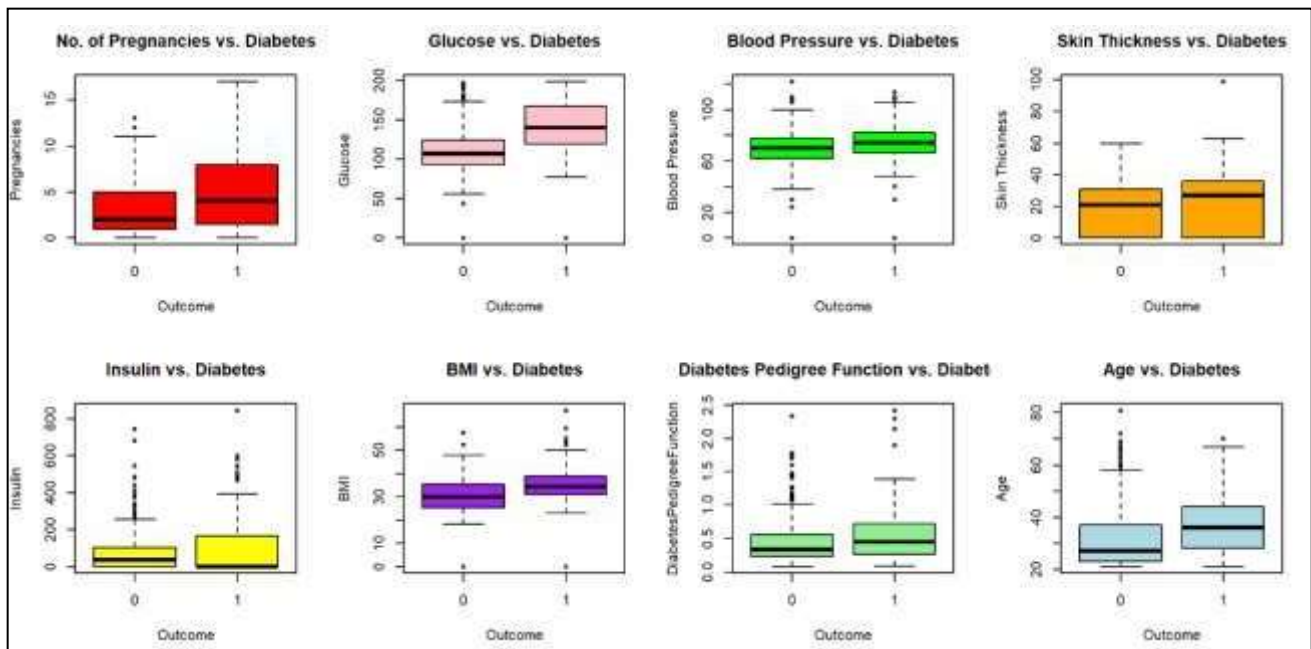 No. of Pregnancies vs. Diabetes
Pregnancies
15
10
5
0
0 1
Outcome
Glucose vs. Diabetes
Glucose
200
150
100
50
0
0 1
Outcome
Blood Pressure vs. Diabetes
Blood Pressure
100
60
20
0
0 1
Outcome
Skin Thickness vs. Diabetes
Skin Thickness
100
80
60
40
20
0
0 1
Outcome
Insulin vs. Diabetes
Insulin
800
600
400
200
0
0 1
Outcome
BMI vs. Diabetes
BMI
50
30
10
0
0 1
Outcome
Diabetes Pedigree Function vs. Diabet
DiabetesPedigreeFunction
2.5
2.0
1.5
1.0
0.5
0.0
0 1
Outcome
Age vs. Diabetes
Age
80
60
40
20
0 1
Outcome